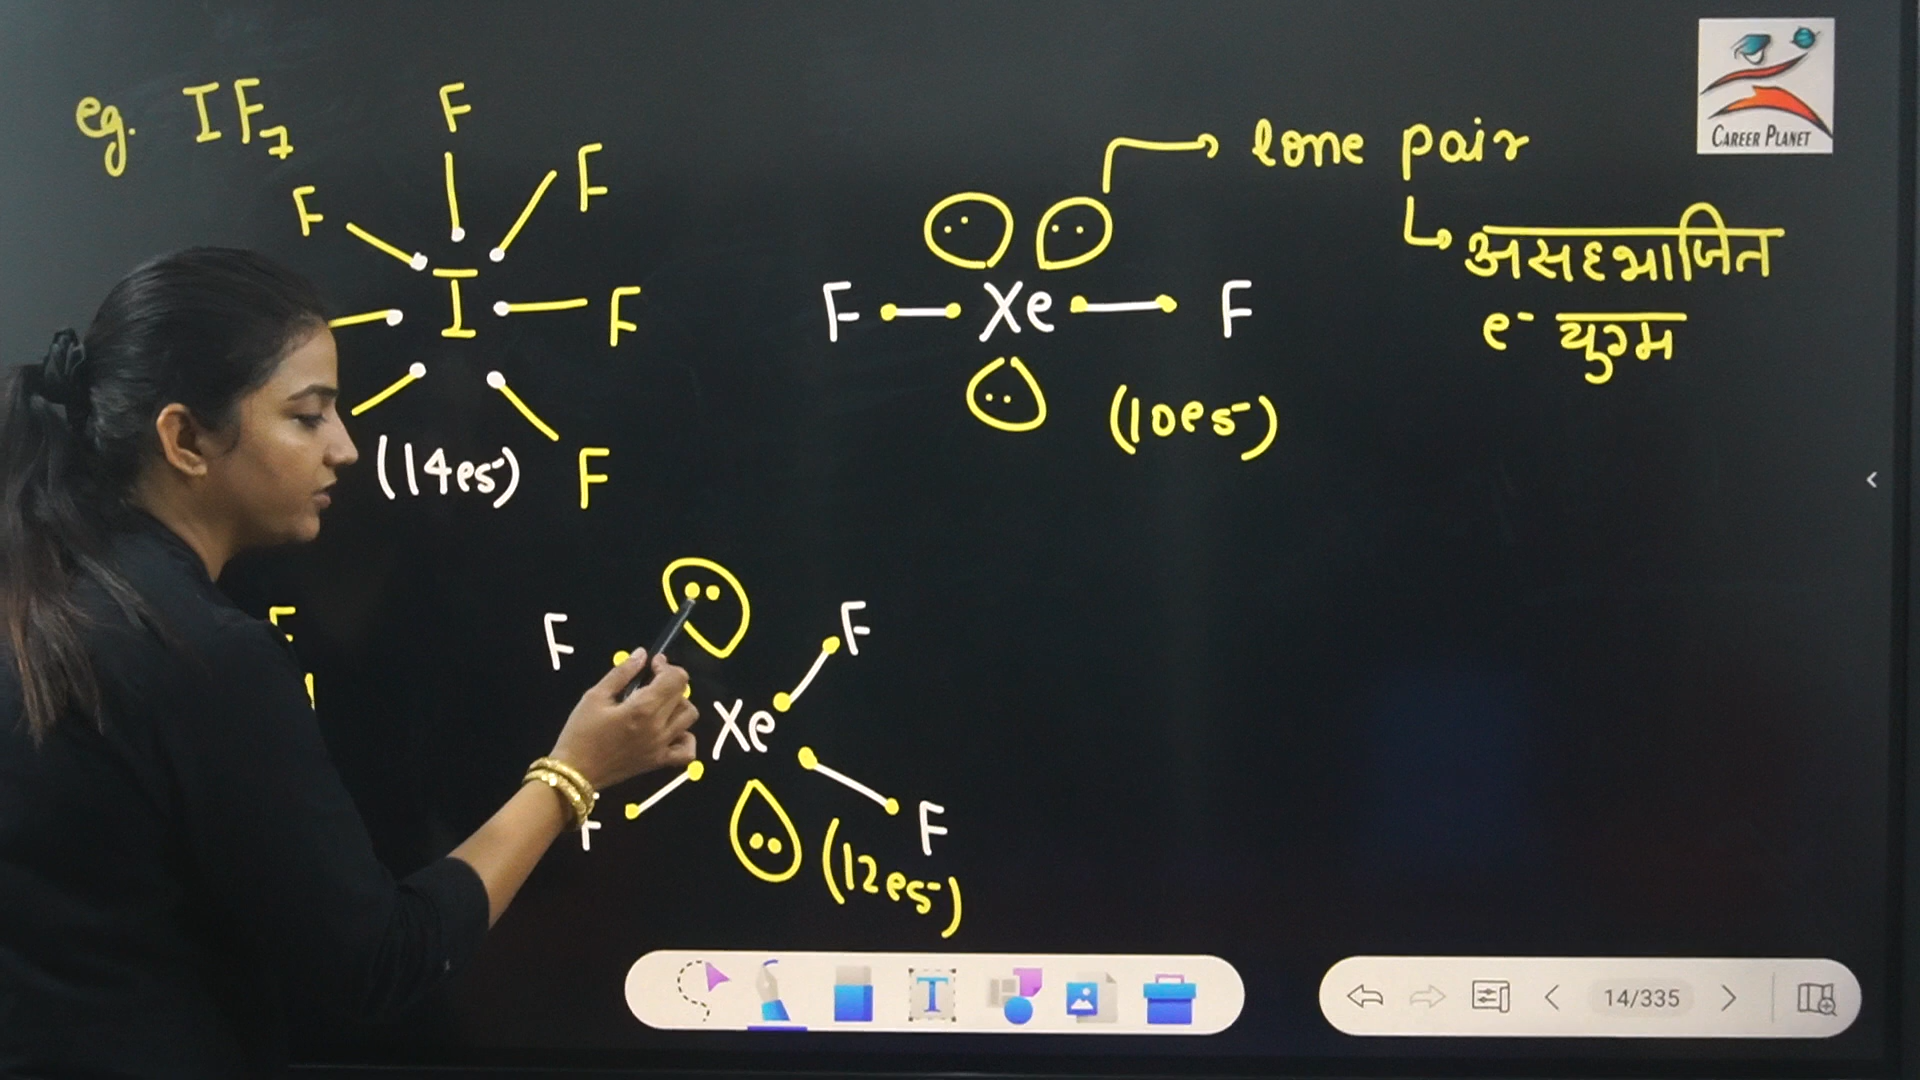 eg. IF7
F
F
F
I
F
F
(14es-)
lone pair
असहभाजित
e- युग्म
F Xe F
(10es-)
F
F
F
Xe
F
F
(12es-)
CAREER PLANET
T
14/335